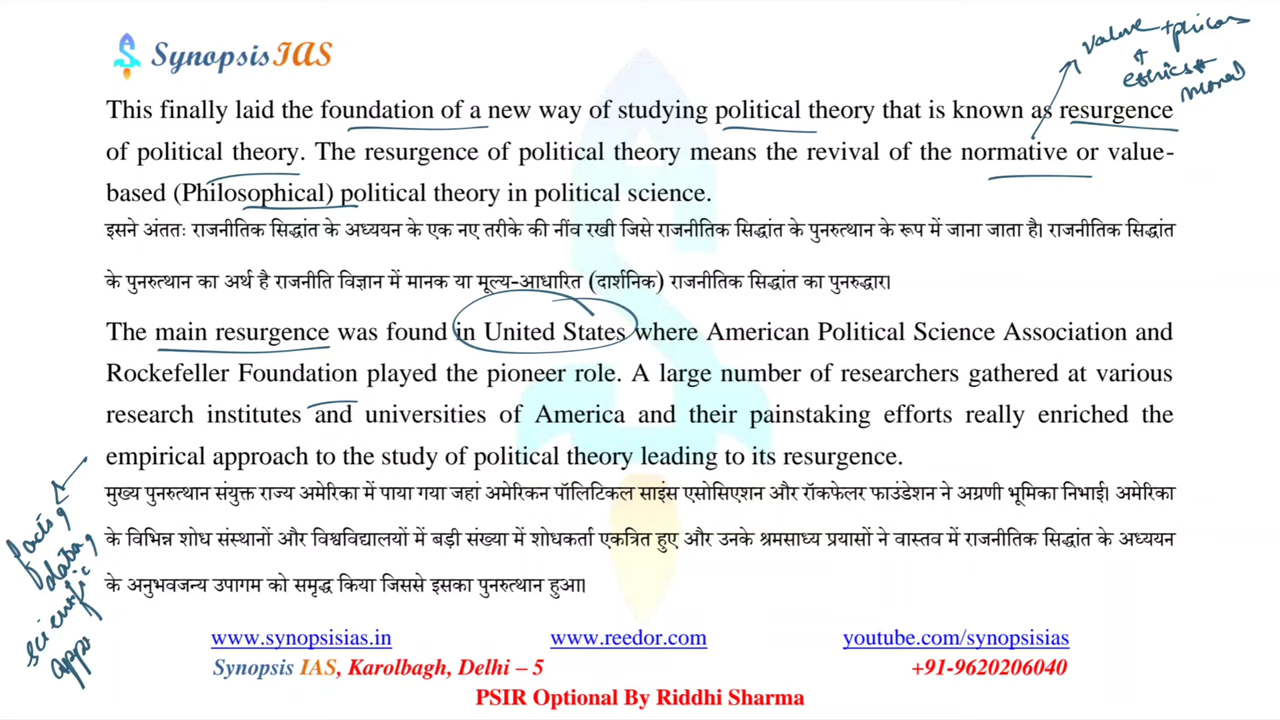 Synopsis IAS
value + philos
ethics +
moral
This finally laid the foundation of a new way of studying political theory that is known as resurgence
of political theory. The resurgence of political theory means the revival of the normative or value-
based (Philosophical) political theory in political science.
इसने अंततः राजनीतिक सिद्धांत के अध्ययन के एक नए तरीके की नींव रखी जिसे राजनीतिक सिद्धांत के पुनरुत्थान के रूप में जाना जाता है। राजनीतिक सिद्धांत
के पुनरुत्थान का अर्थ है राजनीति विज्ञान में मानक या मूल्य-आधारित (दार्शनिक) राजनीतिक सिद्धांत का पुनरुद्धार।
The main resurgence was found in United States where American Political Science Association and
Rockefeller Foundation played the pioneer role. A large number of researchers gathered at various
research institutes and universities of America and their painstaking efforts really enriched the
empirical approach to the study of political theory leading to its resurgence.
facts,
data,
scientific
मुख्य पुनरुत्थान संयुक्त राज्य अमेरिका में पाया गया जहां अमेरिकन पॉलिटिकल साइंस एसोसिएशन और रॉकफेलर फाउंडेशन ने अग्रणी भूमिका निभाई। अमेरिका
के विभिन्न शोध संस्थानों और विश्वविद्यालयों में बड़ी संख्या में शोधकर्ता एकत्रित हुए और उनके श्रमसाध्य प्रयासों ने वास्तव में राजनीतिक सिद्धांत के अध्ययन
के अनुभवजन्य उपागम को समृद्ध किया जिससे इसका पुनरुत्थान हुआ।
www.synopsisias.in www.reedor.com youtube.com/synopsisias
Synopsis IAS, Karolbagh, Delhi – 5 +91-9620206040
PSIR Optional By Riddhi Sharma